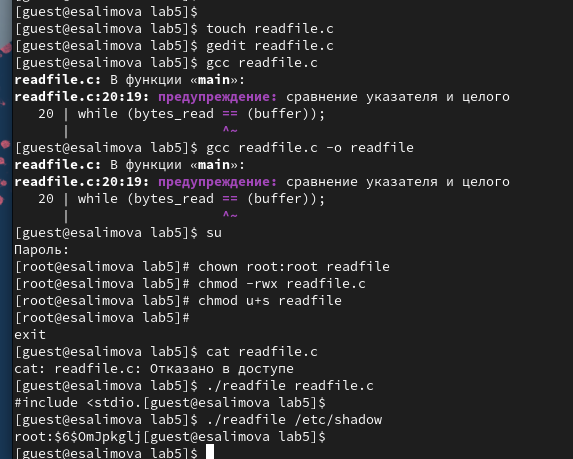 [guest@esalimova lab5]$
[guest@esalimova lab5]$ touch readfile.c
[guest@esalimova lab5]$ gedit readfile.c
[guest@esalimova lab5]$ gcc readfile.c
readfile.c: В функции «main»:
readfile.c:20:19: предупреждение: сравнение указателя и целого
   20 | while (bytes_read == (buffer));
      |                   ^~
[guest@esalimova lab5]$ gcc readfile.c -o readfile
readfile.c: В функции «main»:
readfile.c:20:19: предупреждение: сравнение указателя и целого
   20 | while (bytes_read == (buffer));
      |                   ^~
[guest@esalimova lab5]$ su
Пароль:
[root@esalimova lab5]# chown root:root readfile
[root@esalimova lab5]# chmod -rwx readfile.c
[root@esalimova lab5]# chmod u+s readfile
[root@esalimova lab5]#
exit
[guest@esalimova lab5]$ cat readfile.c
cat: readfile.c: Отказано в доступе
[guest@esalimova lab5]$ ./readfile readfile.c
#include <stdio.[guest@esalimova lab5]$
[guest@esalimova lab5]$ ./readfile /etc/shadow
root:$6$OmJpkglj[guest@esalimova lab5]$
[guest@esalimova lab5]$